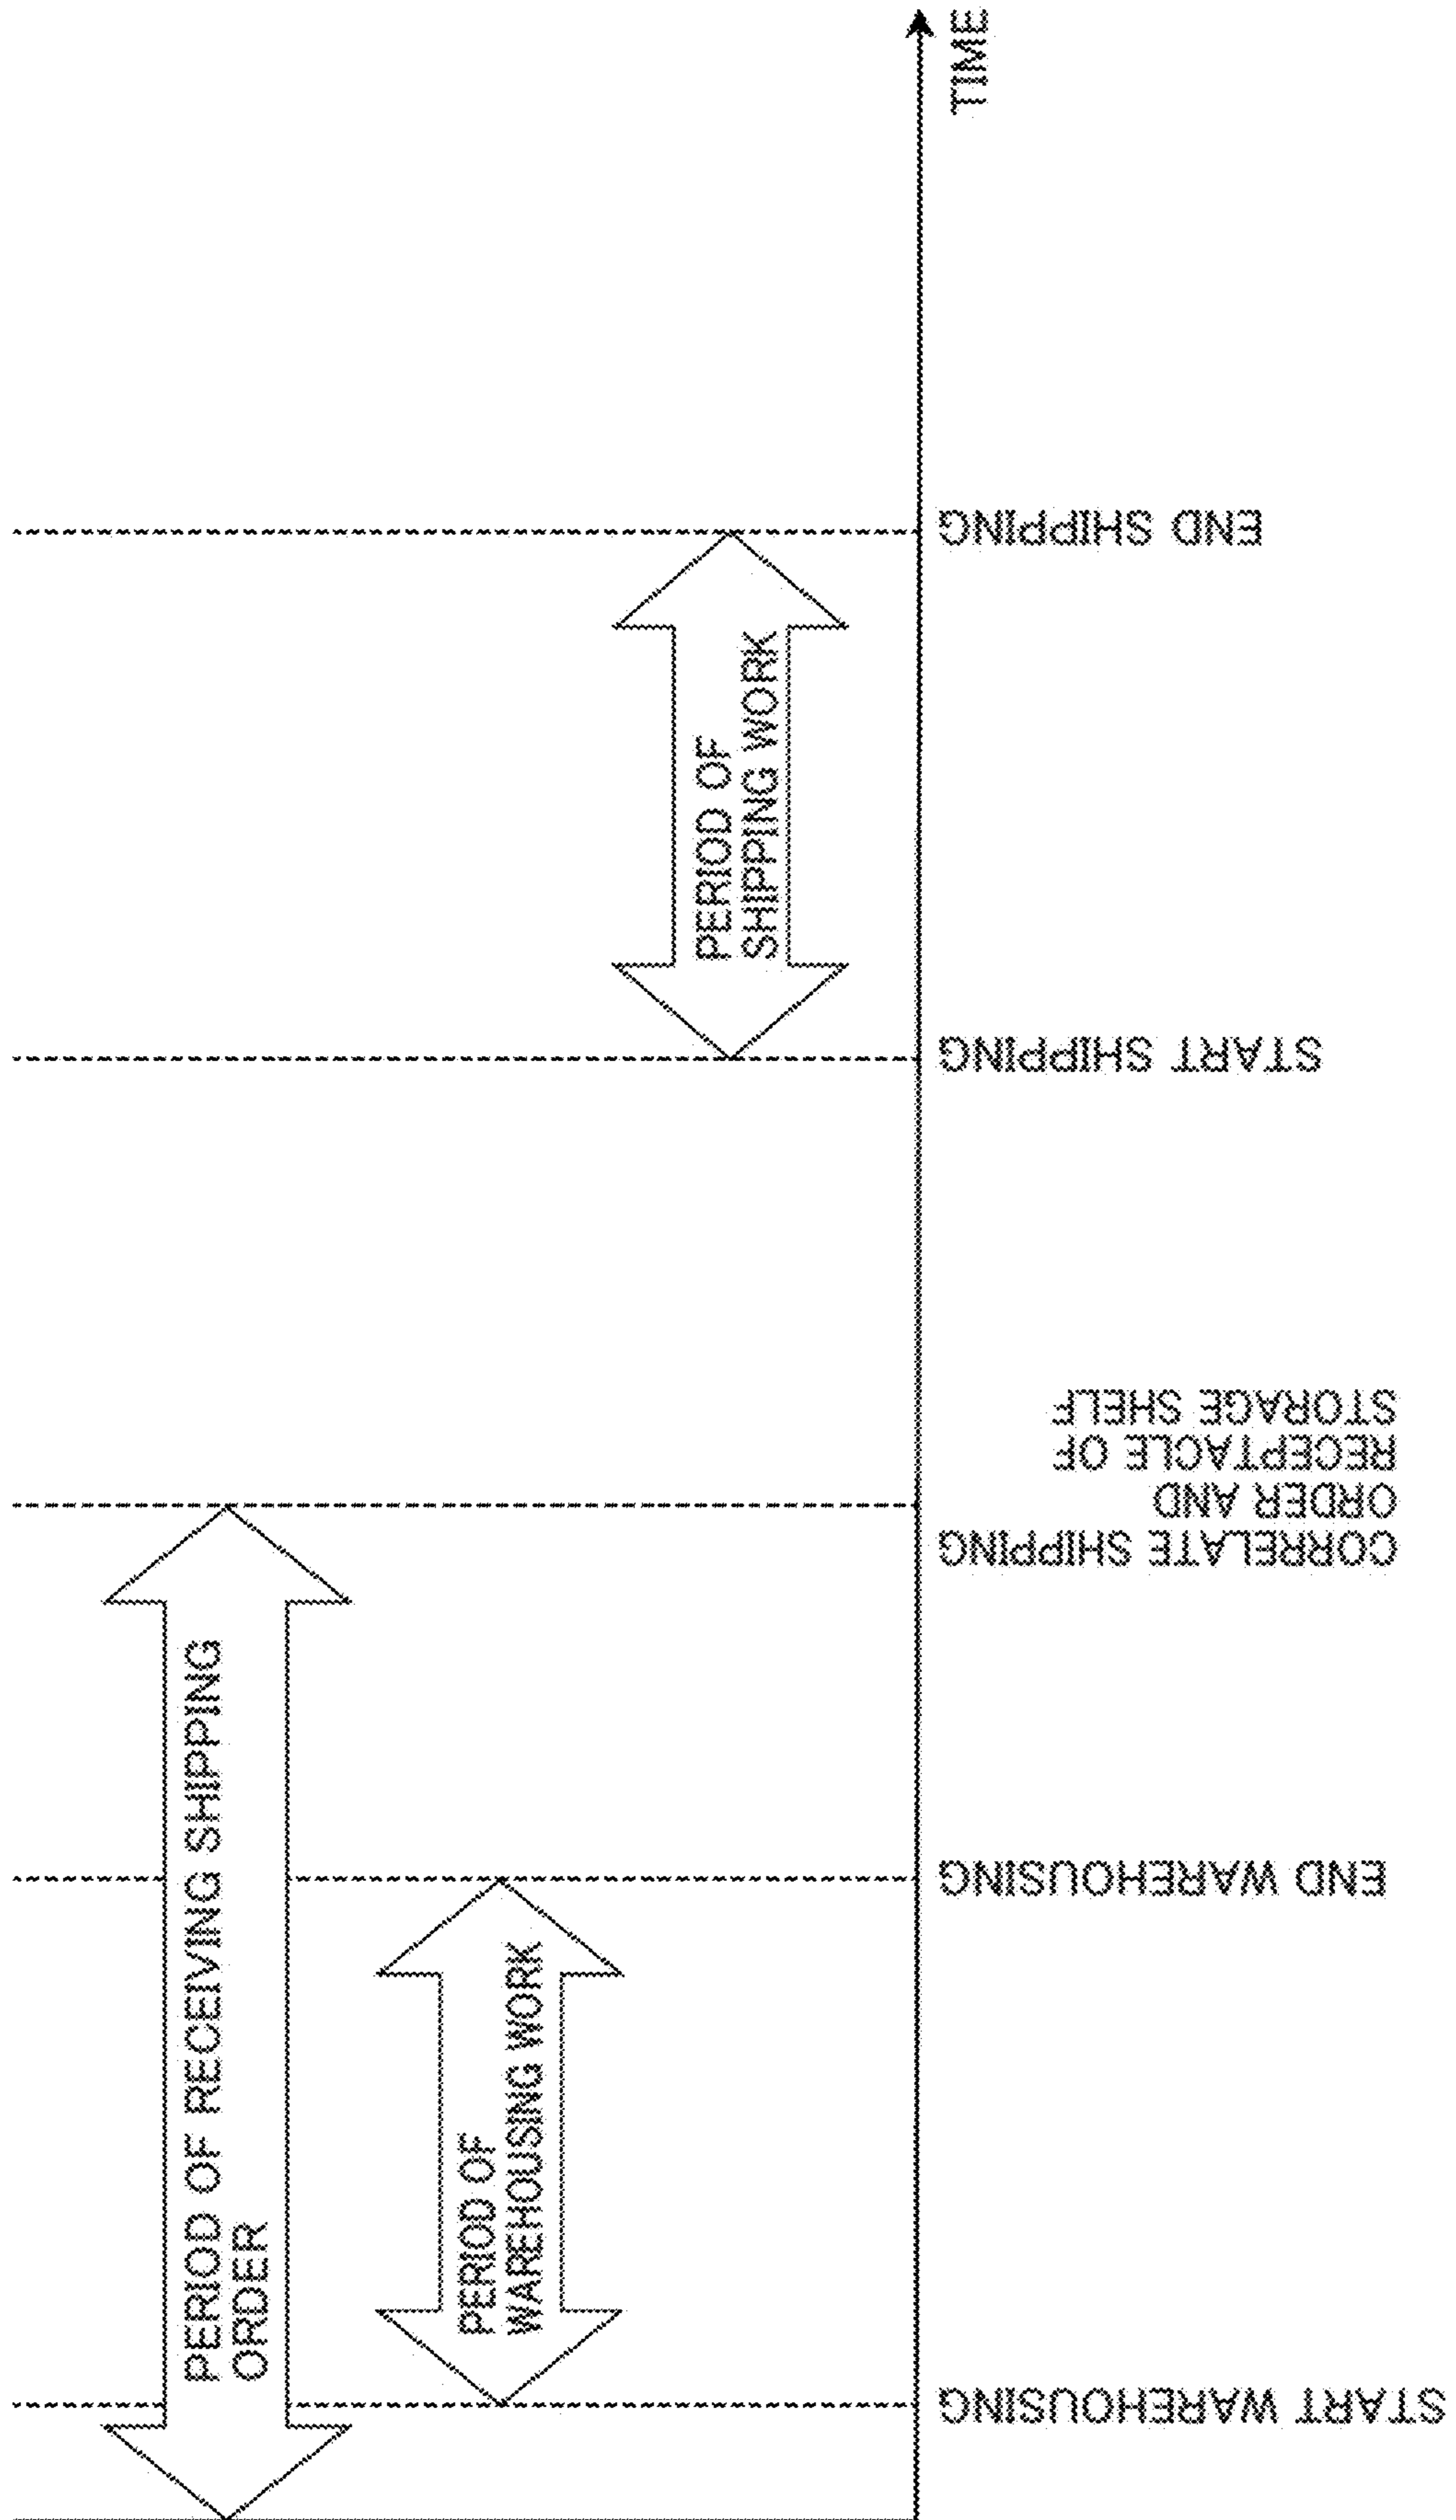 PERIOD OF RECEIVING SHIPPING
ORDER
PERIOD OF
WAREHOUSING WORK
PERIOD OF
SHIPPING WORK
START WAREHOUSING
END WAREHOUSING
CORRELATE SHIPPING
ORDER AND
RECEPTACLE OF
STORAGE SHELF
START SHIPPING
END SHIPPING
TIME